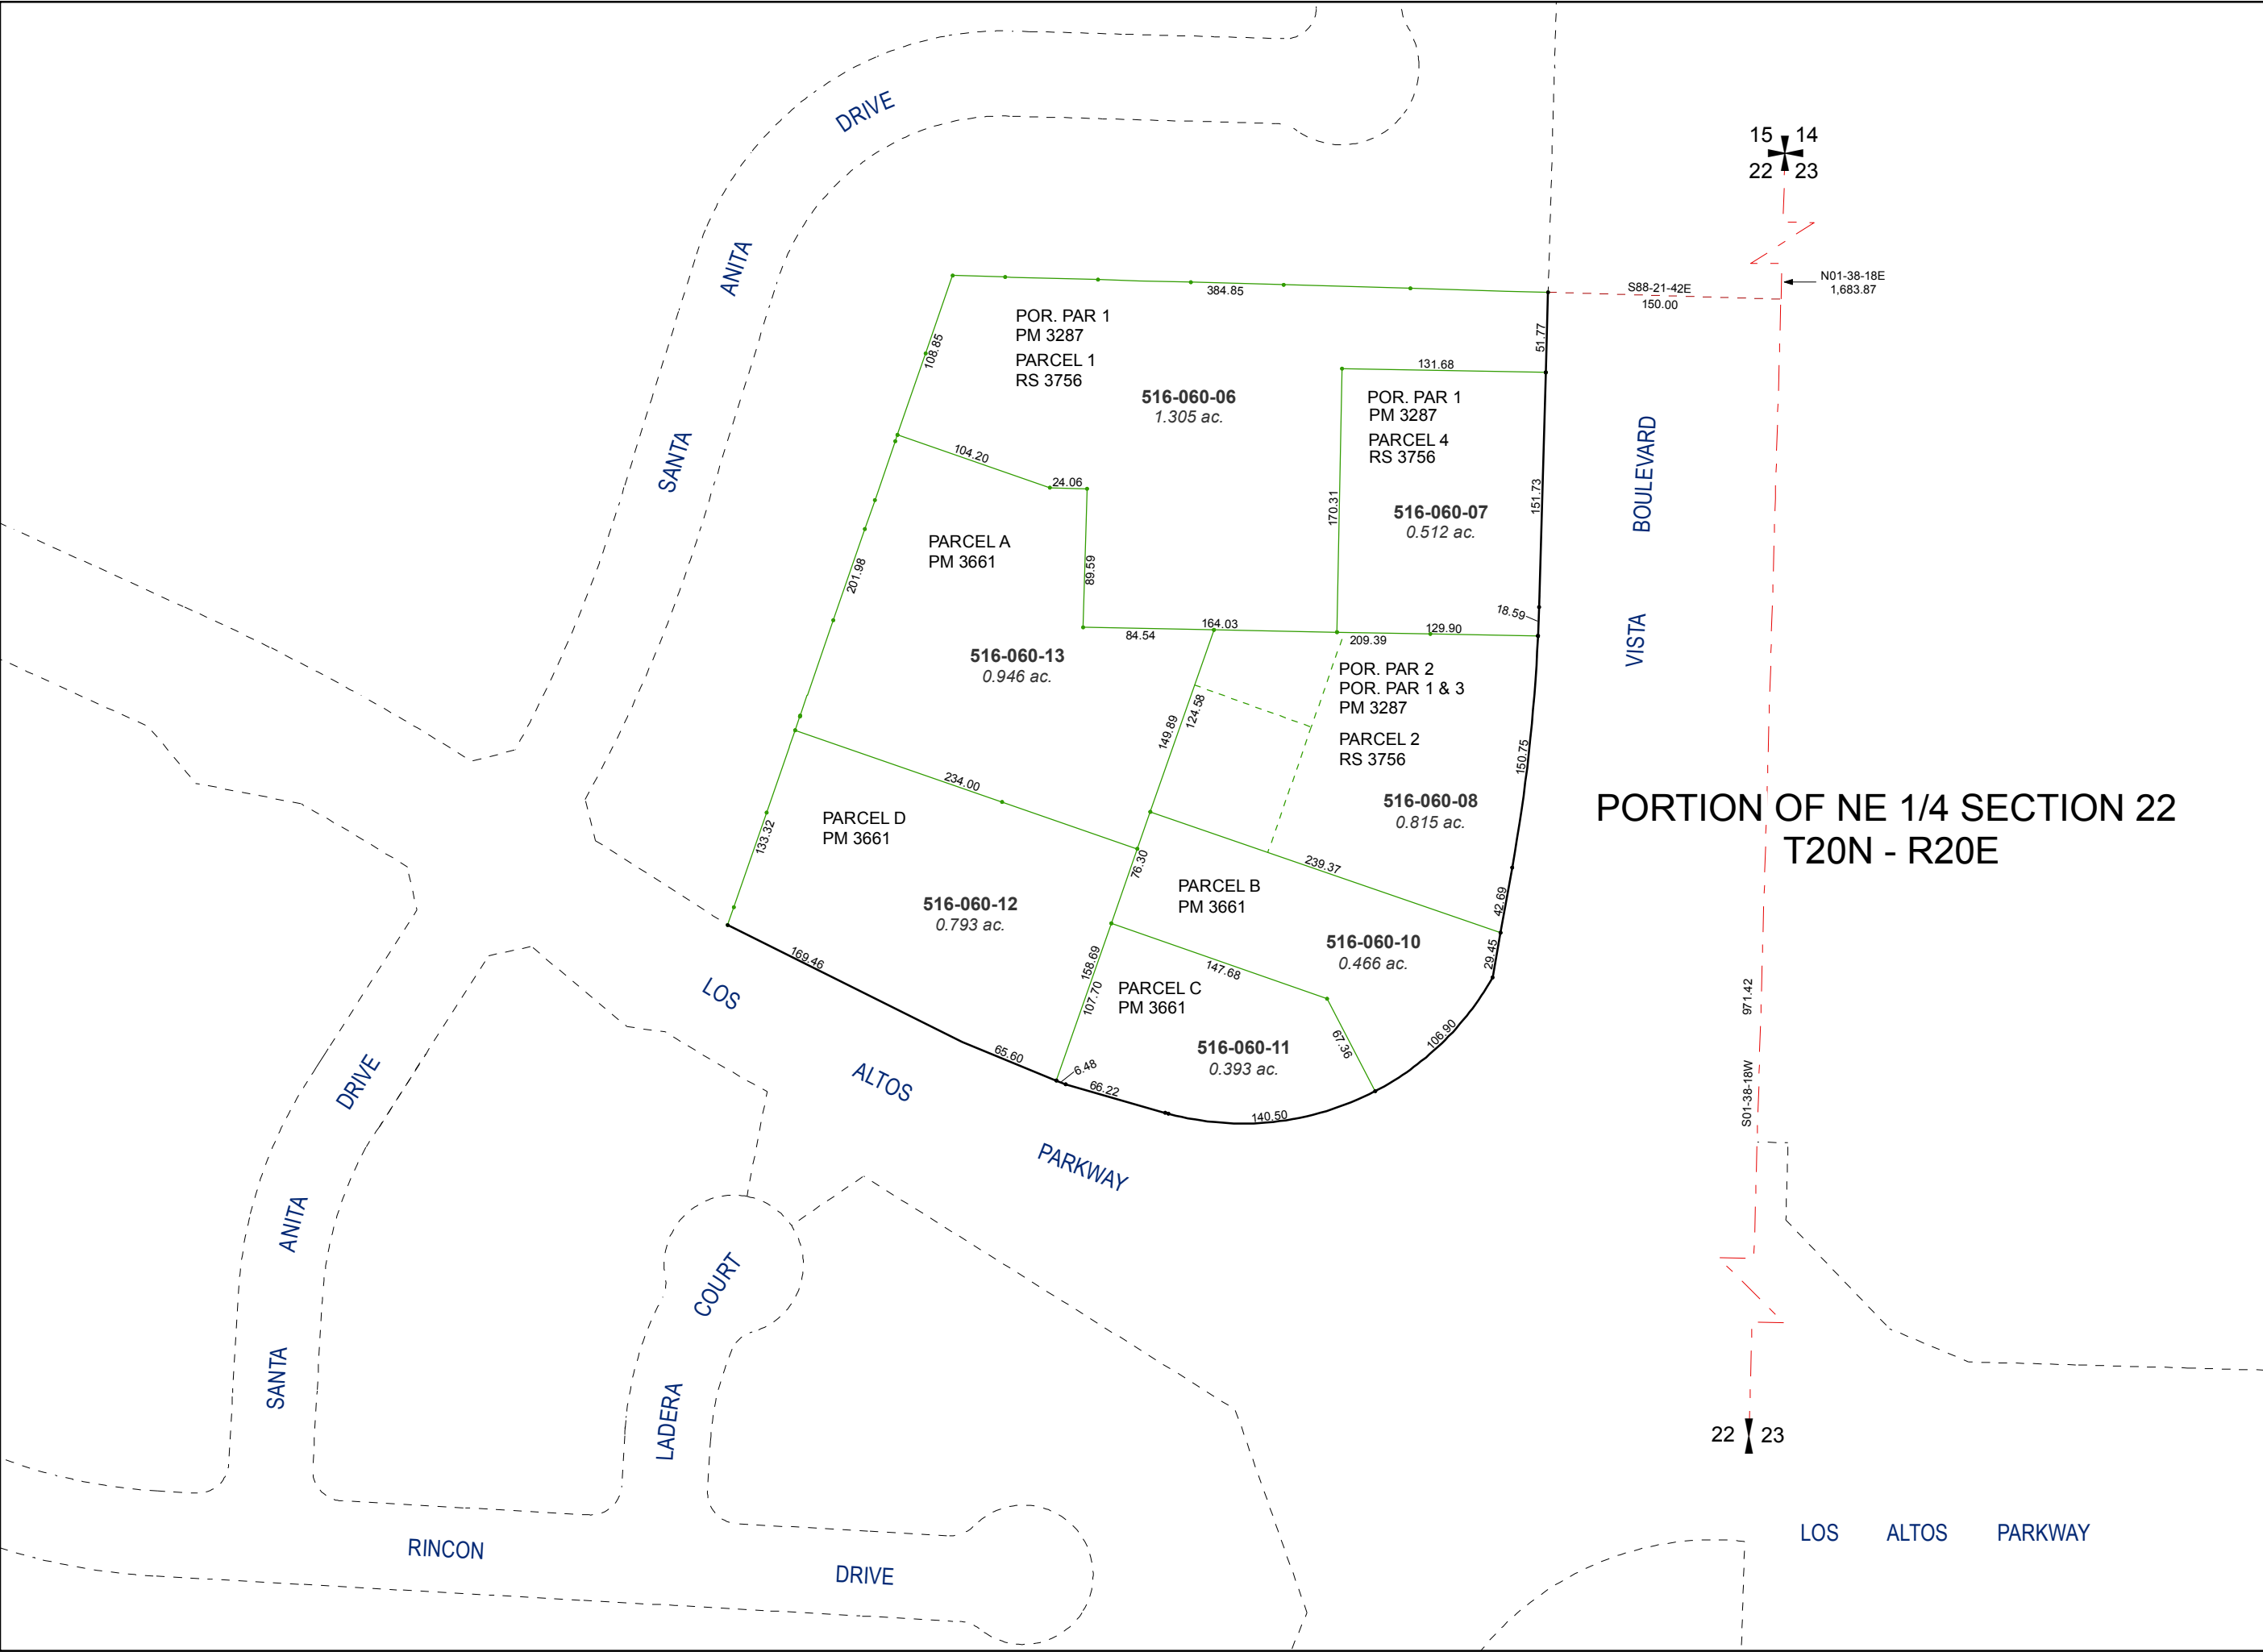 DRIVE
ANITA
SANTA
15 14
22 23
N01-38-18E
1,683.87
S88-21-42E
150.00
384.85
51.77
108.85
POR. PAR 1
PM 3287
PARCEL 1
RS 3756
516-060-06
1.305 ac.
131.68
POR. PAR 1
PM 3287
PARCEL 4
RS 3756
516-060-07
0.512 ac.
170.31
151.73
18.59
BOULEVARD
VISTA
104.20
24.06
89.59
PARCEL A
PM 3661
201.98
516-060-13
0.946 ac.
164.03
84.54
129.90
209.39
POR. PAR 2
POR. PAR 1 & 3
PM 3287
PARCEL 2
RS 3756
516-060-08
0.815 ac.
149.89
124.58
150.75
PORTION OF NE 1/4 SECTION 22
T20N - R20E
234.00
PARCEL D
PM 3661
133.32
516-060-12
0.793 ac.
76.30
239.37
42.69
PARCEL B
PM 3661
516-060-10
0.466 ac.
29.45
169.46
158.69
107.70
147.68
PARCEL C
PM 3661
516-060-11
0.393 ac.
67.36
106.90
65.60
6.48
66.22
140.50
971.42
S01-38-18W
LOS
ALTOS
PARKWAY
DRIVE
ANITA
SANTA
COURT
LADERA
22 23
RINCON
DRIVE
LOS ALTOS PARKWAY